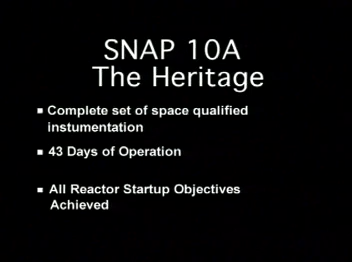 SNAP 10A
The Heritage
▪ Complete set of space qualified
instumentation
▪ 43 Days of Operation
▪ All Reactor Startup Objectives
Achieved